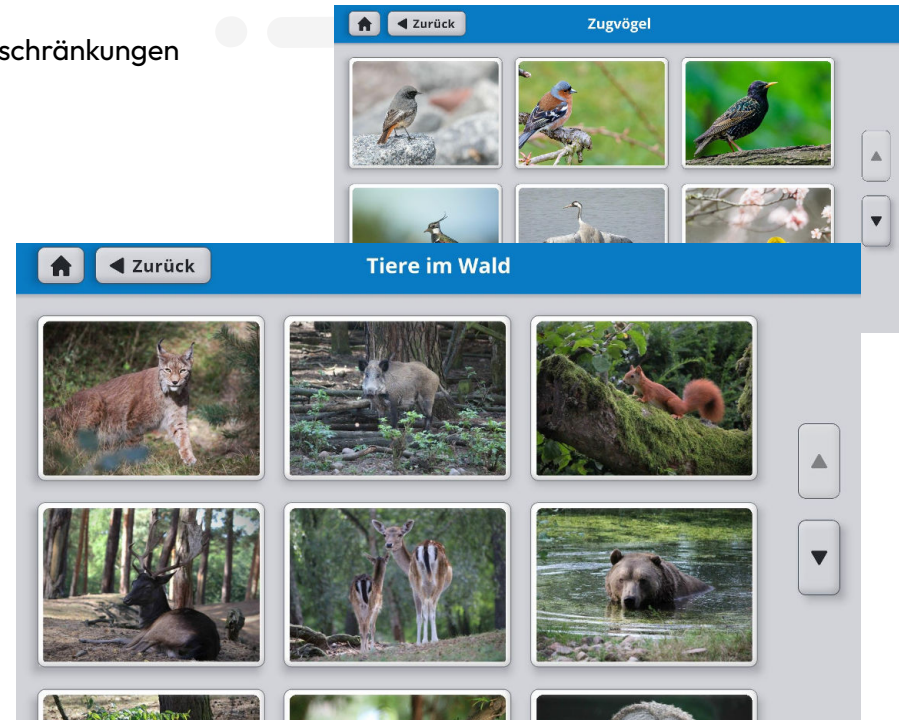 schränkungen
Zurück
Zugvögel
Zurück
Tiere im Wald